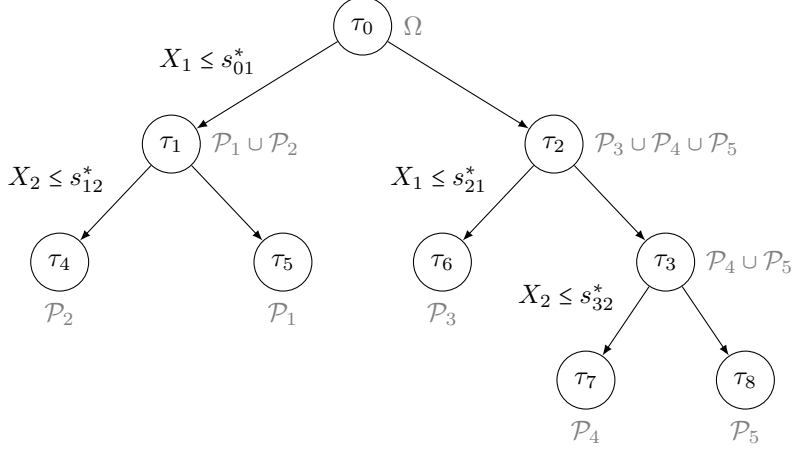 τ₀ Ω
X₁ ≤ s*₀₁
τ₁ 𝒫₁ ∪ 𝒫₂
τ₂ 𝒫₃ ∪ 𝒫₄ ∪ 𝒫₅
X₂ ≤ s*₁₂
X₁ ≤ s*₂₁
τ₄
τ₅
τ₆
τ₃ 𝒫₄ ∪ 𝒫₅
𝒫₂
𝒫₁
𝒫₃
X₂ ≤ s*₃₂
τ₇
τ₈
𝒫₄
𝒫₅